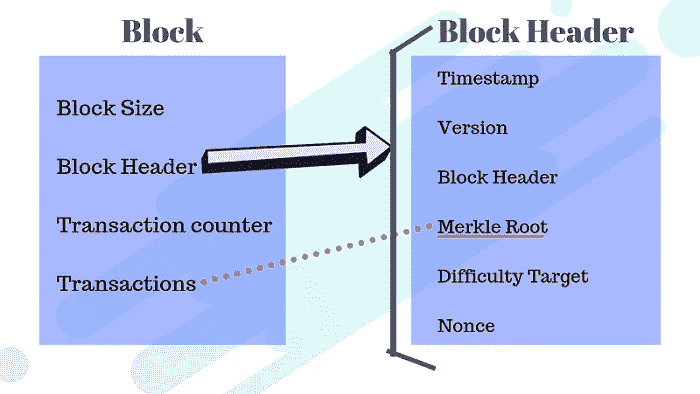 Block
Block Size
Block Header
Transaction counter
Transactions
Block Header
Timestamp
Version
Block Header
Merkle Root
Difficulty Target
Nonce